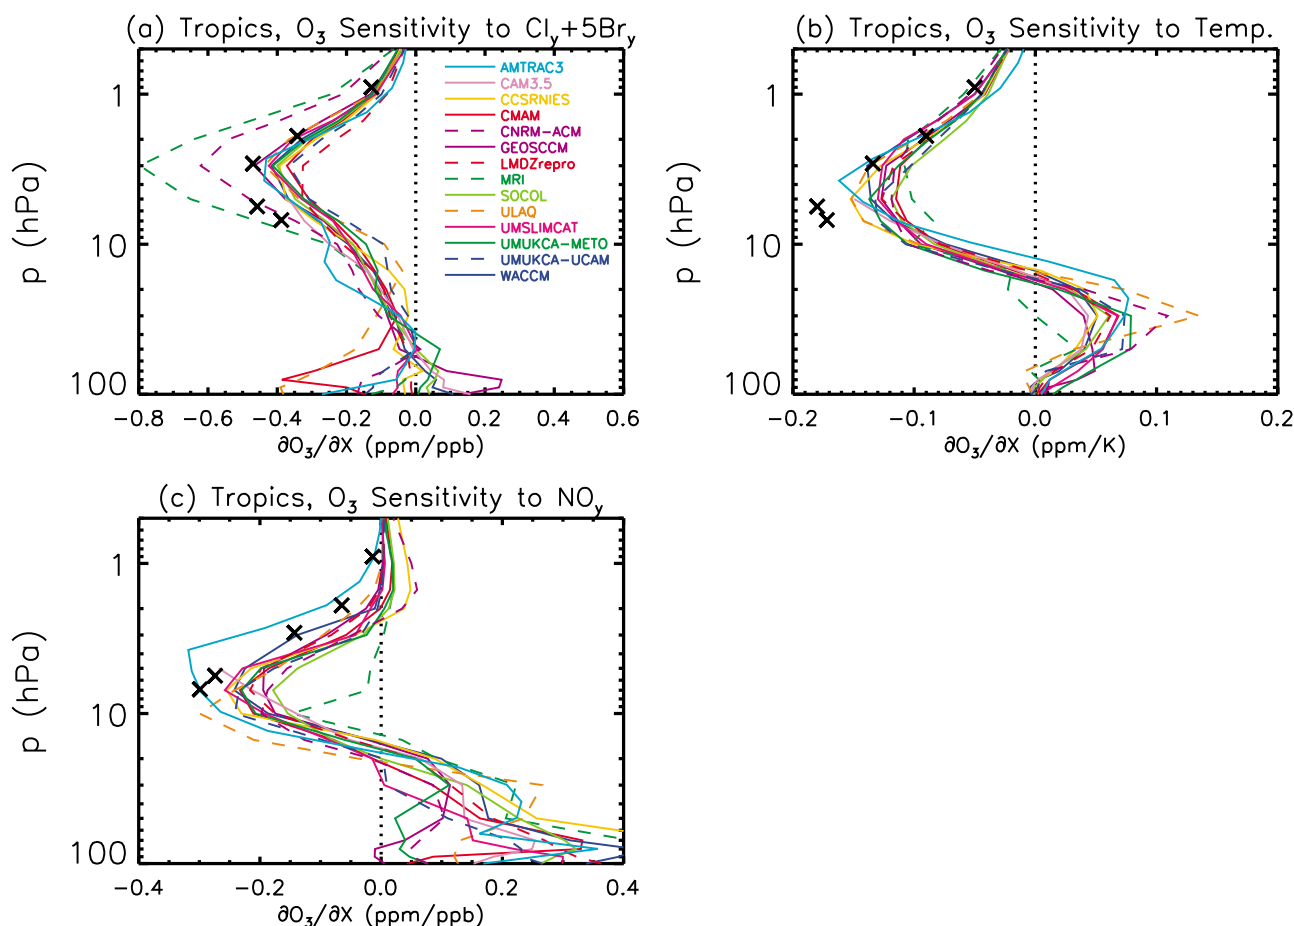 (a) Tropics, O3 Sensitivity to Cly+5Bry
1
10
100
p (hPa)
AMTRAC3
CAM3.5
CCSRNIES
CMAM
CNRM-ACM
GEOSCCM
LMDZrepro
MRI
SOCOL
ULAQ
UMSLIMCAT
UMUKCA-METO
UMUKCA-UCAM
WACCM
-0.8 -0.6 -0.4 -0.2 0.0 0.2 0.4 0.6
∂O3/∂X (ppm/ppb)
(b) Tropics, O3 Sensitivity to Temp.
1
10
100
p (hPa)
-0.2 -0.1 0.0 0.1 0.2
∂O3/∂X (ppm/K)
(c) Tropics, O3 Sensitivity to NOy
1
10
100
p (hPa)
-0.4 -0.2 0.0 0.2 0.4
∂O3/∂X (ppm/ppb)